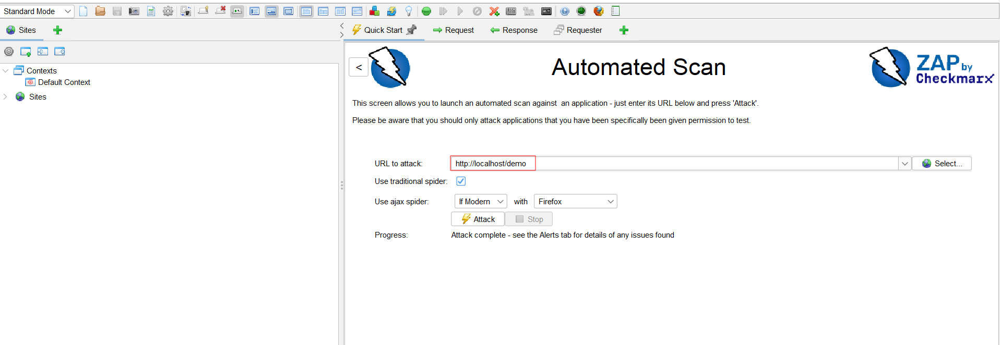 Standard Mode
Sites
Quick Start
Request
Response
Requester
Contexts
Default Context
Sites
<
Automated Scan
ZAP by
Checkmarx
This screen allows you to launch an automated scan against  an application - just enter its URL below and press 'Attack'.
Please be aware that you should only attack applications that you have been specifically been given permission to test.
URL to attack:
http://localhost/demo
Select...
Use traditional spider:
Use ajax spider:
If Modern
with
Firefox
Attack
Stop
Progress:
Attack complete - see the Alerts tab for details of any issues found